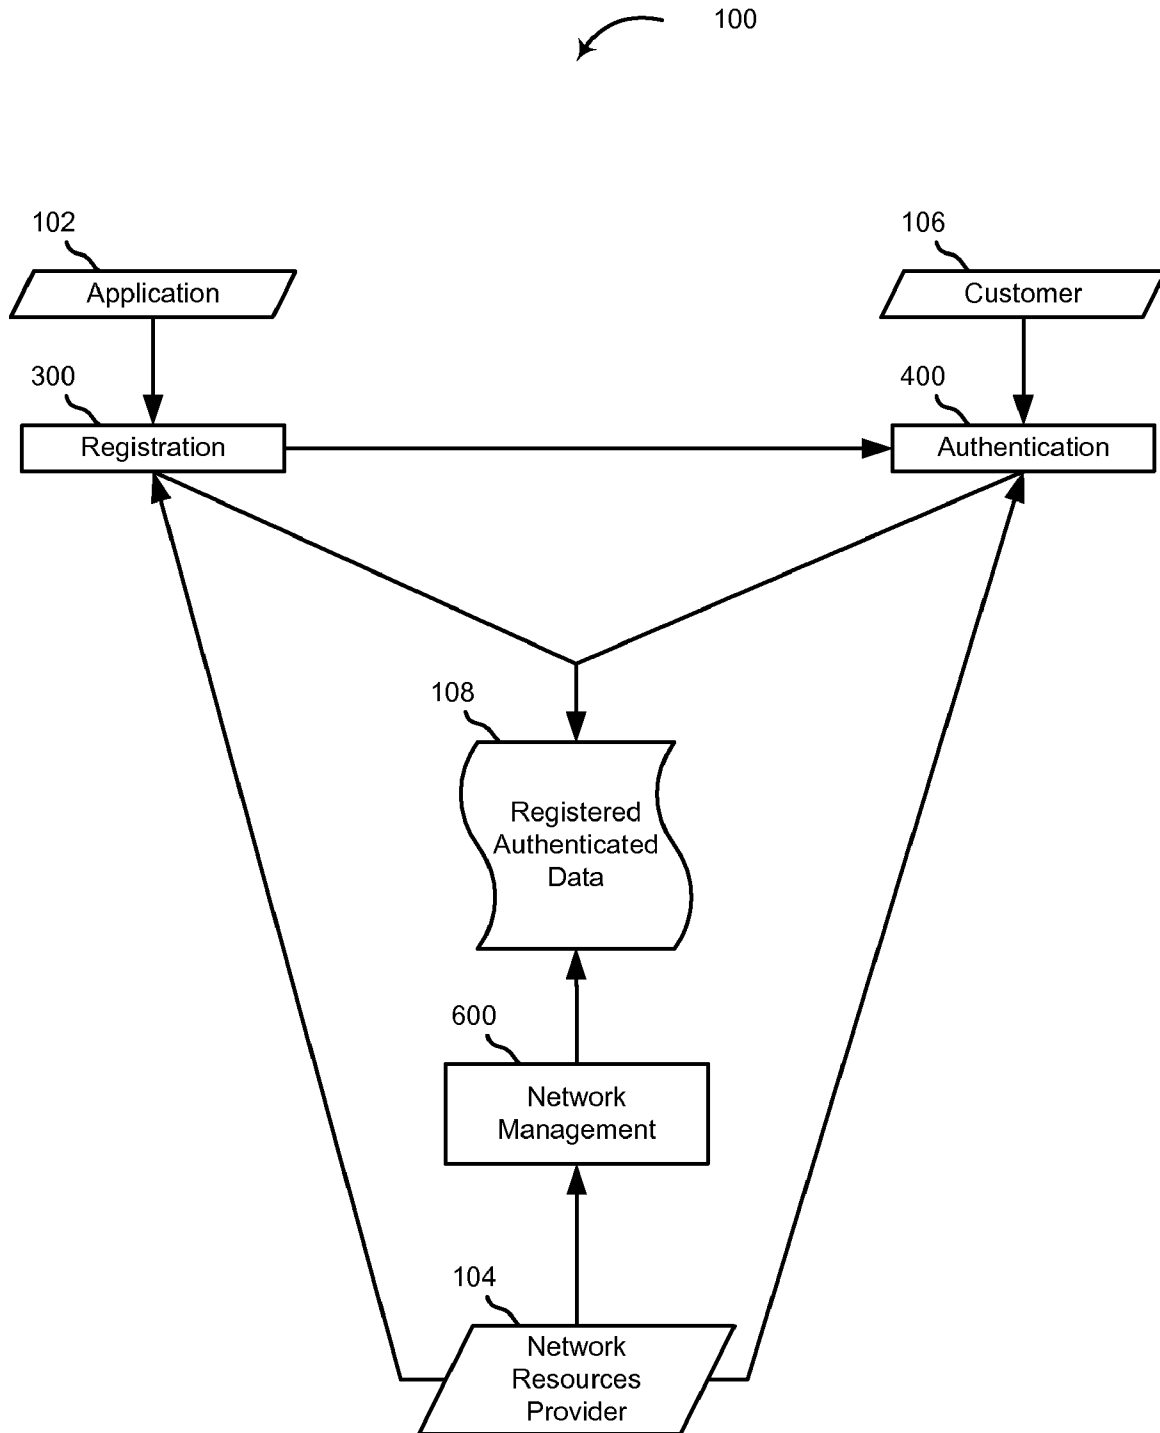 100
102
106
Application
Customer
300
400
Registration
Authentication
108
Registered
Authenticated
Data
600
Network
Management
104
Network
Resources
Provider